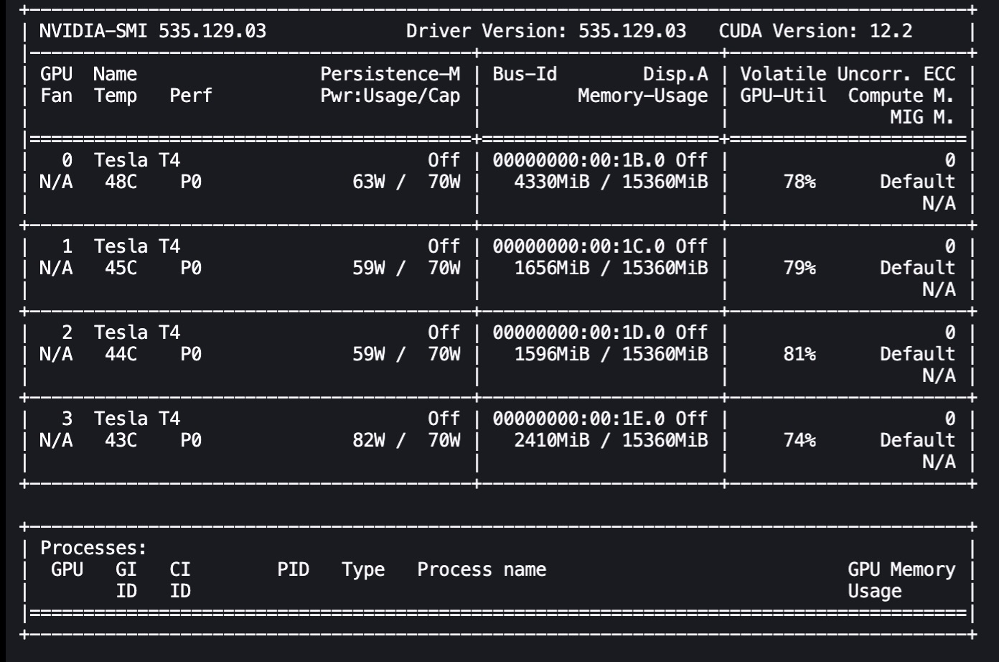 +---------------------------------------------------------------------------------------+
| NVIDIA-SMI 535.129.03             Driver Version: 535.129.03   CUDA Version: 12.2     |
|-----------------------------------------+----------------------+----------------------+
| GPU  Name                 Persistence-M | Bus-Id        Disp.A | Volatile Uncorr. ECC |
| Fan  Temp   Perf          Pwr:Usage/Cap |         Memory-Usage | GPU-Util  Compute M. |
|                                         |                      |               MIG M. |
|=========================================+======================+======================|
|   0  Tesla T4                       Off | 00000000:00:1B.0 Off |                    0 |
| N/A   48C    P0              63W /  70W |   4330MiB / 15360MiB |     78%      Default |
|                                         |                      |                  N/A |
+-----------------------------------------+----------------------+----------------------+
|   1  Tesla T4                       Off | 00000000:00:1C.0 Off |                    0 |
| N/A   45C    P0              59W /  70W |   1656MiB / 15360MiB |     79%      Default |
|                                         |                      |                  N/A |
+-----------------------------------------+----------------------+----------------------+
|   2  Tesla T4                       Off | 00000000:00:1D.0 Off |                    0 |
| N/A   44C    P0              59W /  70W |   1596MiB / 15360MiB |     81%      Default |
|                                         |                      |                  N/A |
+-----------------------------------------+----------------------+----------------------+
|   3  Tesla T4                       Off | 00000000:00:1E.0 Off |                    0 |
| N/A   43C    P0              82W /  70W |   2410MiB / 15360MiB |     74%      Default |
|                                         |                      |                  N/A |
+-----------------------------------------+----------------------+----------------------+

+---------------------------------------------------------------------------------------+
| Processes:                                                                            |
|  GPU   GI   CI        PID   Type   Process name                            GPU Memory |
|        ID   ID                                                             Usage      |
|=======================================================================================|
+---------------------------------------------------------------------------------------+